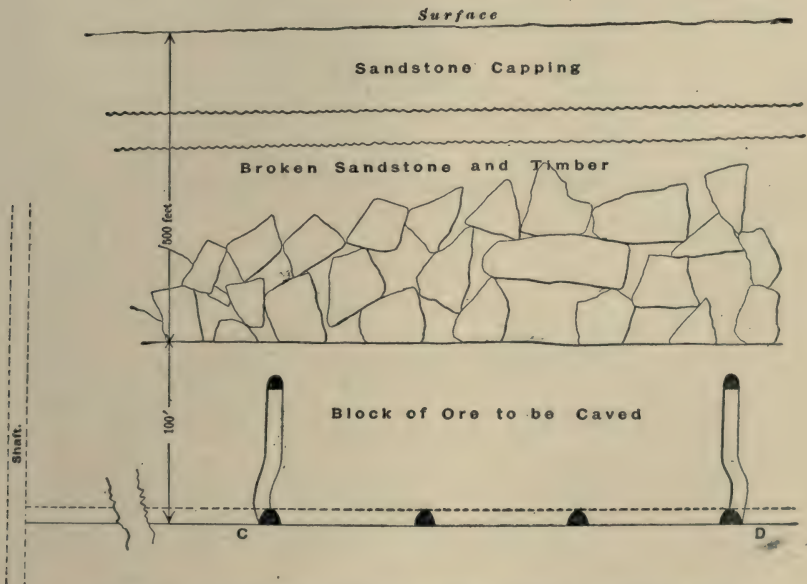 Surface
Sandstone Capping
Broken Sandstone and Timber
500 feet
100'
Block of Ore to be Caved
Shaft.
C
D